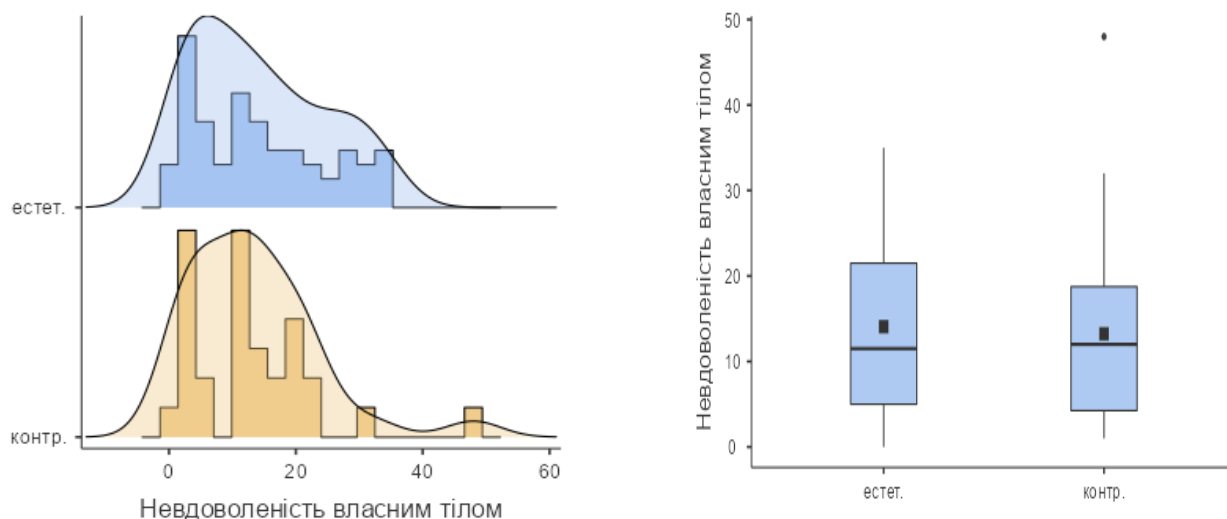 естет.
контр.
0 20 40 60
Невдоволеність власним тілом
Невдоволеність власним тілом
50
40
30
20
10
0
естет. контр.